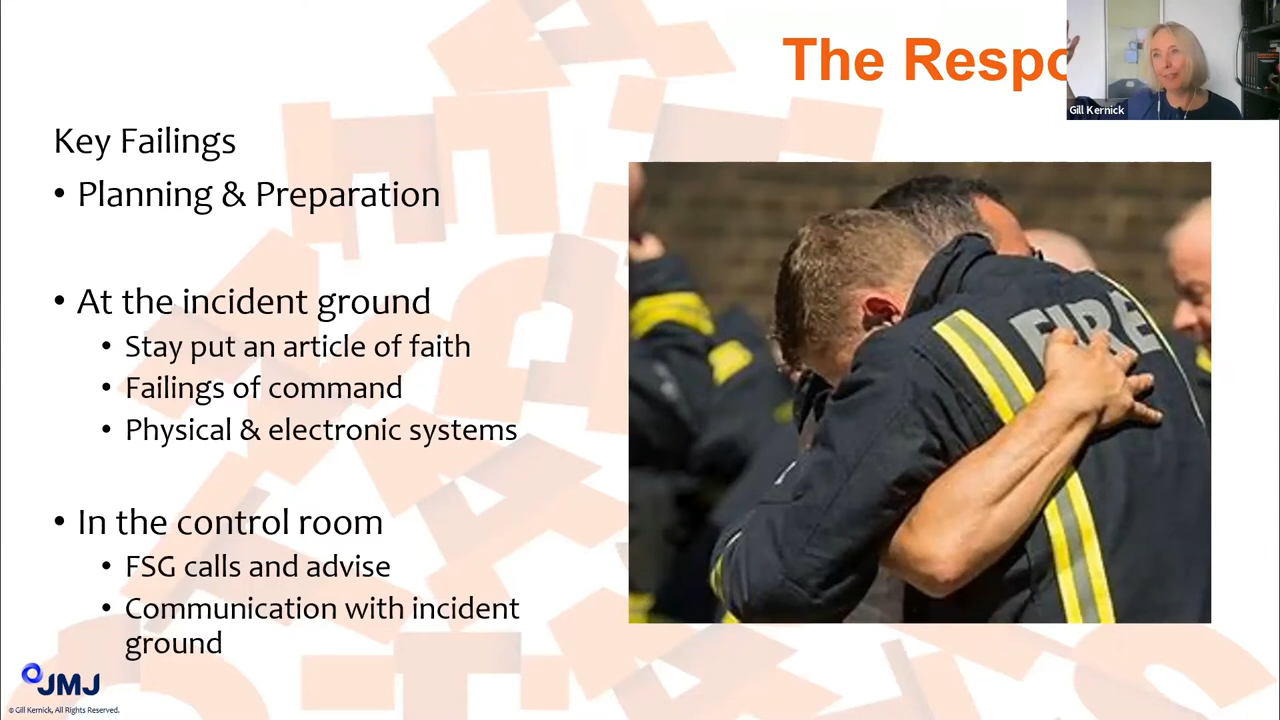 The Respo
Gill Kernick
Key Failings
• Planning & Preparation
• At the incident ground
• Stay put an article of faith
• Failings of command
• Physical & electronic systems
• In the control room
• FSG calls and advise
• Communication with incident
ground
FIRE
JMJ
© Gill Kernick, All Rights Reserved.